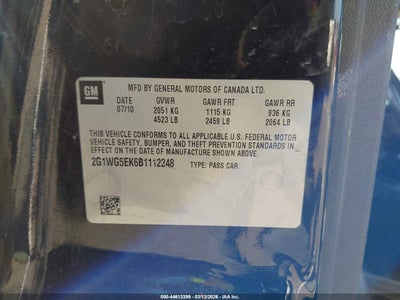 GM
MFD BY GENERAL MOTORS OF CANADA LTD.
DATE GVWR GAWR FRT GAWR RR
07/10 2051 KG 1115 KG 936 KG
4523 LB 2459 LB 2064 LB
THIS VEHICLE CONFORMS TO ALL APPLICABLE U.S. FEDERAL MOTOR
VEHICLE SAFETY, BUMPER, AND THEFT PREVENTION STANDARDS
IN EFFECT ON THE DATE OF MANUFACTURE SHOWN ABOVE.
2G1WG5EK6B1112348
TYPE: PASS CAR
000-44613399 - 03/13/2026 - IAA